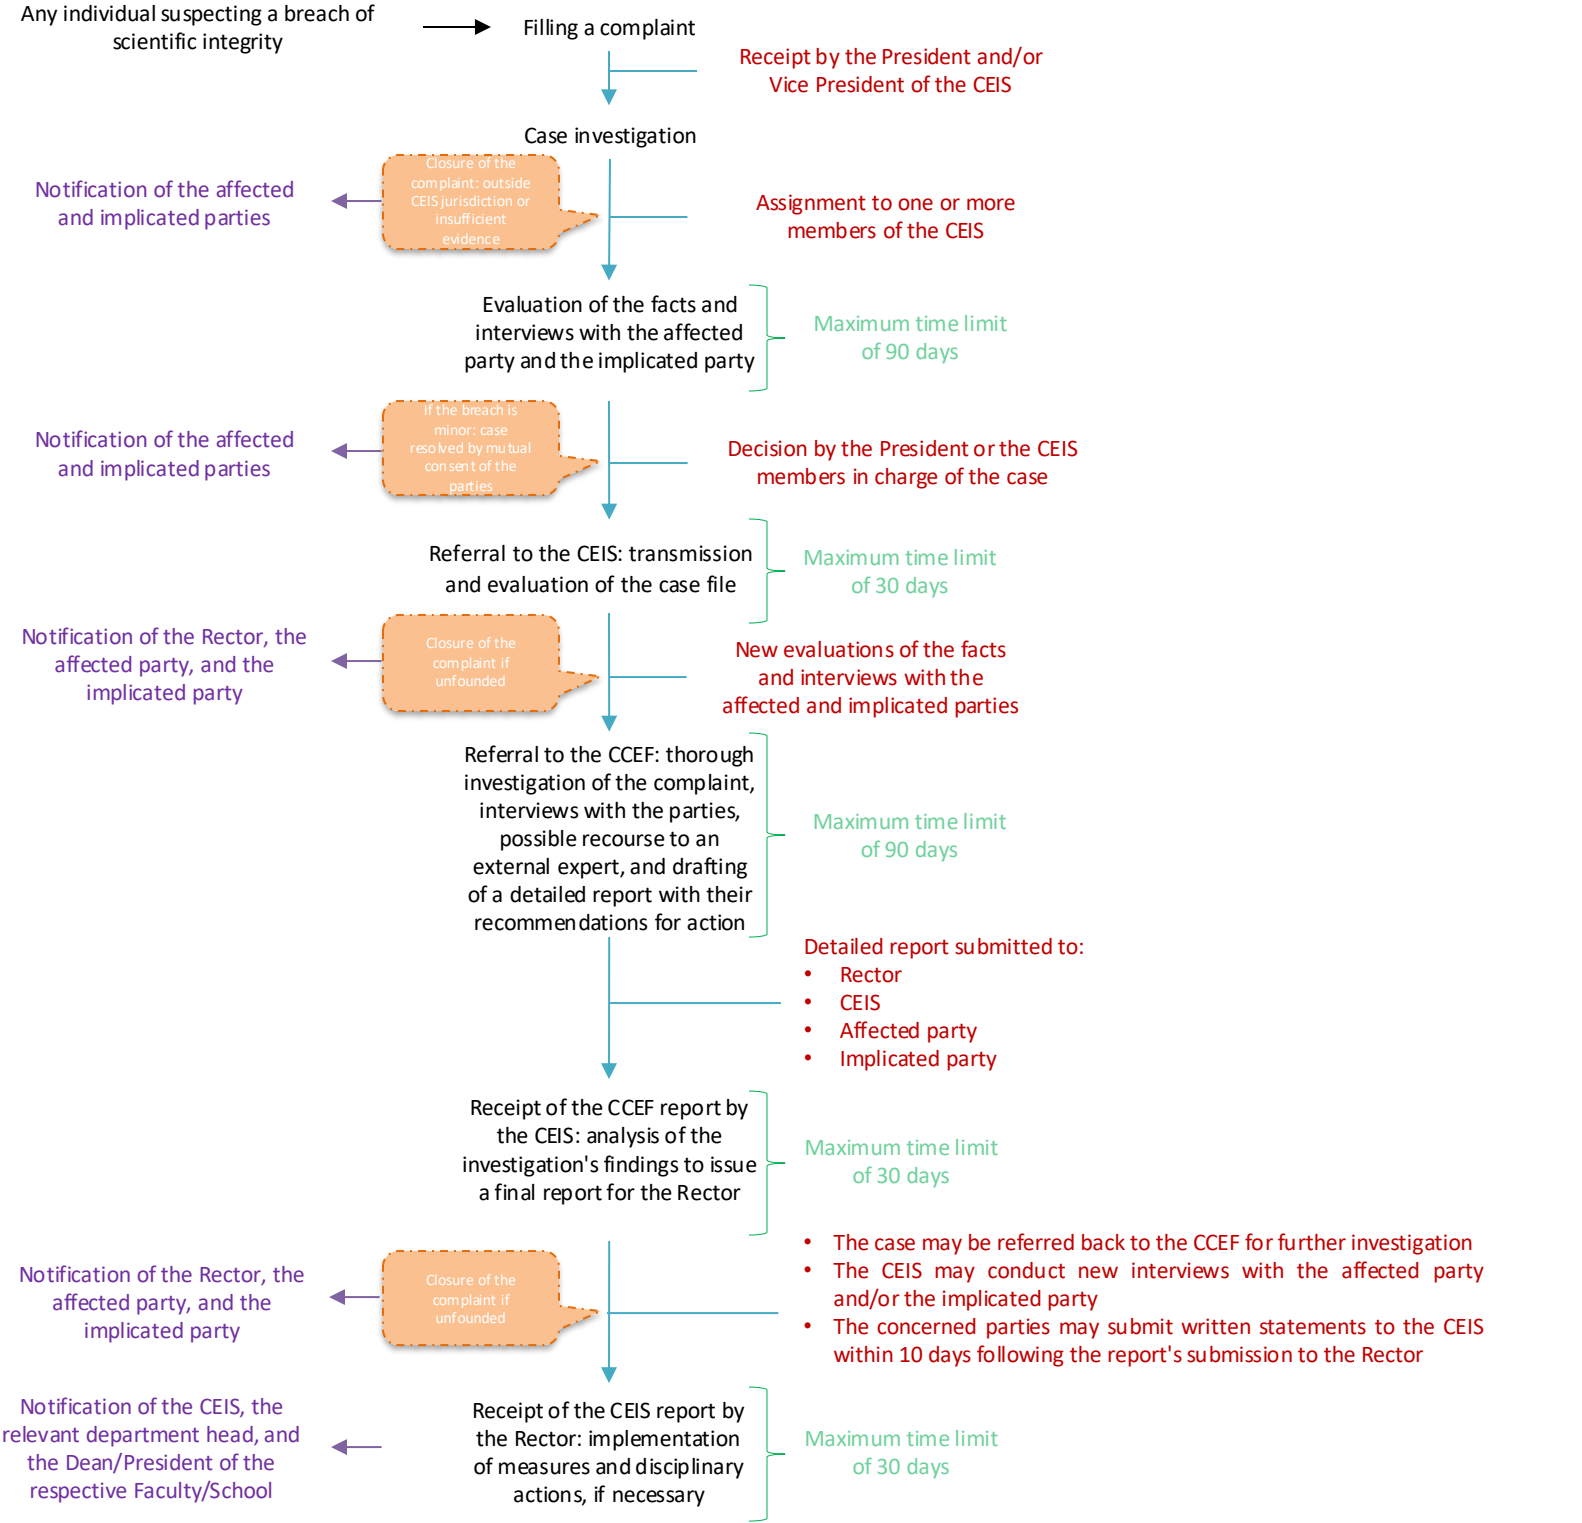 Any individual suspecting a breach of
scientific integrity
Filling a complaint
Receipt by the President and/or
Vice President of the CEIS
Case investigation
Closure of the
complaint: outside
CEIS jurisdiction or
insufficient
evidence
Notification of the affected
and implicated parties
Assignment to one or more
members of the CEIS
Evaluation of the facts and
interviews with the affected
party and the implicated party
Maximum time limit
of 90 days
If the breach is
minor: case
resolved by mutual
consent of the
parties
Notification of the affected
and implicated parties
Decision by the President or the CEIS
members in charge of the case
Referral to the CEIS: transmission
and evaluation of the case file
Maximum time limit
of 30 days
Closure of the
complaint if
unfounded
Notification of the Rector, the
affected party, and the
implicated party
New evaluations of the facts
and interviews with the
affected and implicated parties
Referral to the CCEF: thorough
investigation of the complaint,
interviews with the parties,
possible recourse to an
external expert, and drafting
of a detailed report with their
recommendations for action
Maximum time limit
of 90 days
Detailed report submitted to:
• Rector
• CEIS
• Affected party
• Implicated party
Receipt of the CCEF report by
the CEIS: analysis of the
investigation's findings to issue
a final report for the Rector
Maximum time limit
of 30 days
Closure of the
complaint if
unfounded
Notification of the Rector, the
affected party, and the
implicated party
• The case may be referred back to the CCEF for further investigation
• The CEIS may conduct new interviews with the affected party
and/or the implicated party
• The concerned parties may submit written statements to the CEIS
within 10 days following the report's submission to the Rector
Notification of the CEIS, the
relevant department head, and
the Dean/President of the
respective Faculty/School
Receipt of the CEIS report by
the Rector: implementation
of measures and disciplinary
actions, if necessary
Maximum time limit
of 30 days